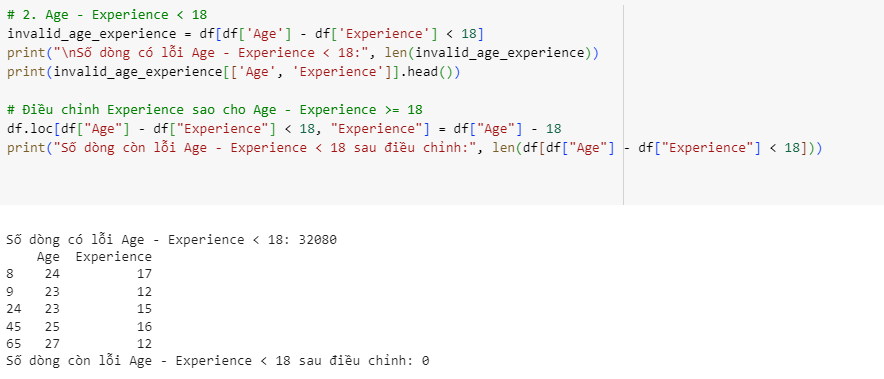 # 2. Age - Experience < 18
invalid_age_experience = df[df['Age'] - df['Experience'] < 18]
print("\nSố dòng có lỗi Age - Experience < 18:", len(invalid_age_experience))
print(invalid_age_experience[['Age', 'Experience']].head())
# Điều chỉnh Experience sao cho Age - Experience >= 18
df.loc[df["Age"] - df["Experience"] < 18, "Experience"] = df["Age"] - 18
print("Số dòng còn lỗi Age - Experience < 18 sau điều chỉnh:", len(df[df["Age"] - df["Experience"] < 18]))
Số dòng có lỗi Age - Experience < 18: 32080
Age Experience
8 24 17
9 23 12
24 23 15
45 25 16
65 27 12
Số dòng còn lỗi Age - Experience < 18 sau điều chỉnh: 0